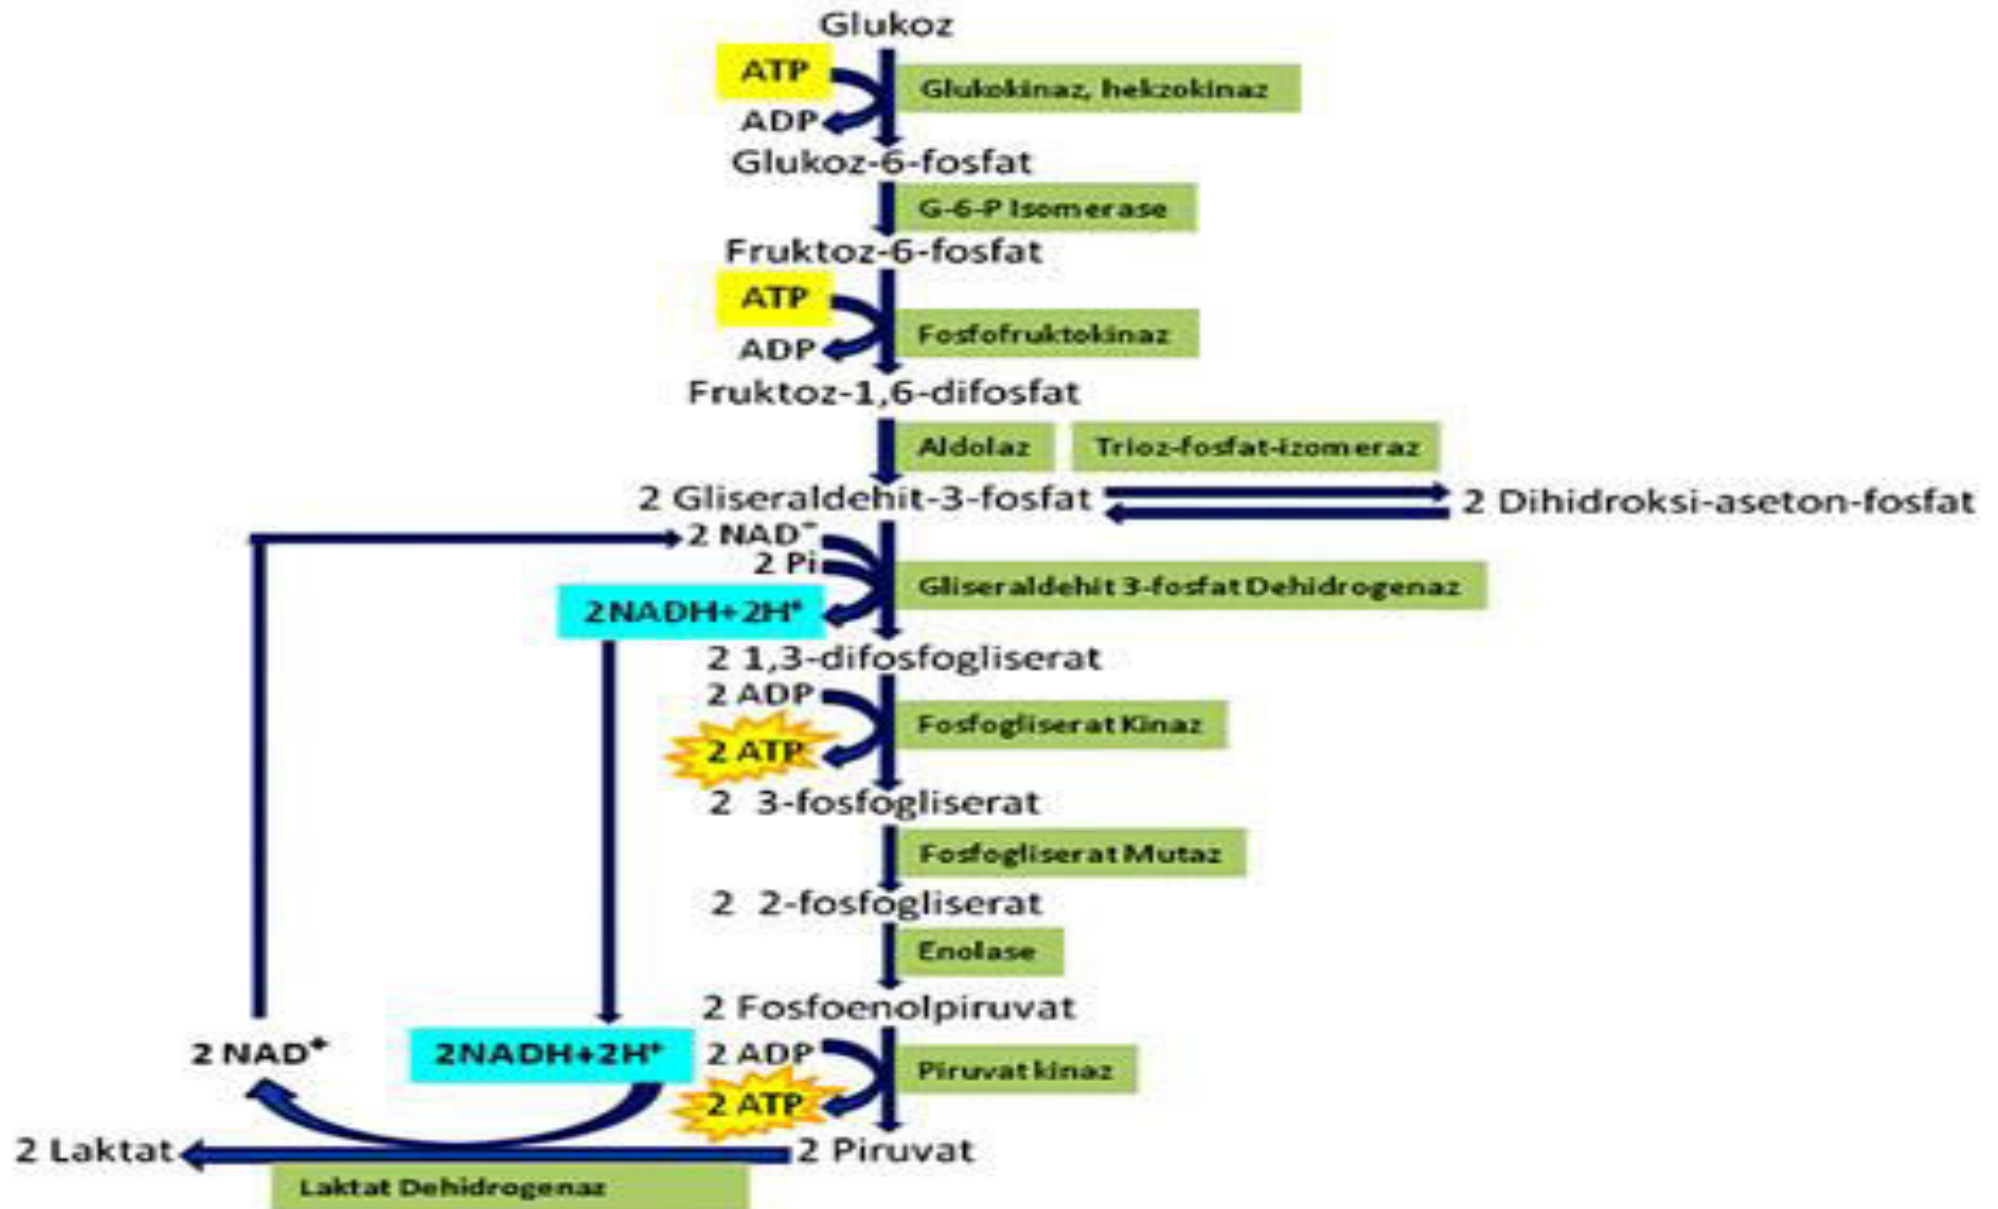 Glukoz
ATP
Glukokinaz, hekzokinaz
ADP
Glukoz-6-fosfat
G-6-P Isomerase
Fruktoz-6-fosfat
ATP
Fosfofruktokinaz
ADP
Fruktoz-1,6-difosfat
Aldolaz
Trioz-fosfat-izomeraz
2 Gliseraldehit-3-fosfat
2 Dihidroksi-aseton-fosfat
2 NAD⁺
2 Pi
Gliseraldehit 3-fosfat Dehidrogenaz
2NADH+2H⁺
2 1,3-difosfogliserat
2 ADP
Fosfogliserat Kinaz
2 ATP
2 3-fosfogliserat
Fosfogliserat Mutaz
2 2-fosfogliserat
Enolase
2 Fosfoenolpiruvat
2 NAD⁺
2NADH+2H⁺
2 ADP
Piruvat kinaz
2 ATP
2 Laktat
2 Piruvat
Laktat Dehidrogenaz